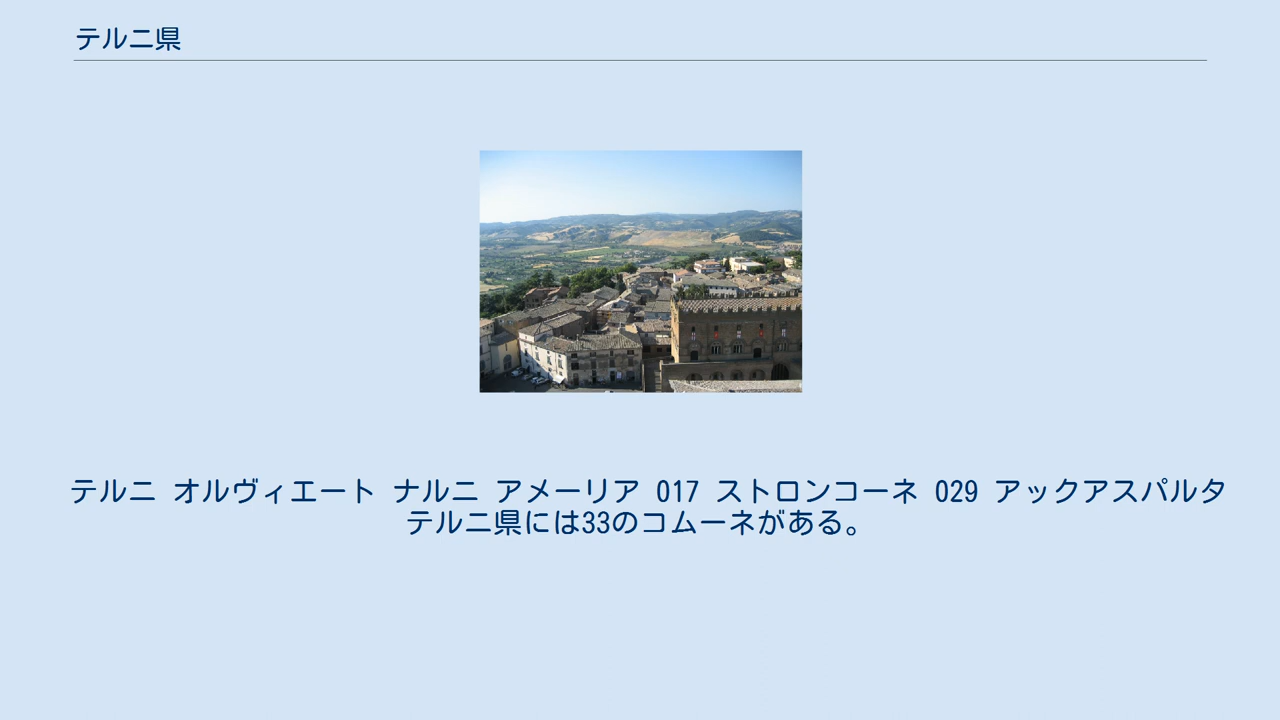 テルニ県
テルニ オルヴィエート ナルニ アメーリア 017 ストロンコーネ 029 アックアスパルタ
テルニ県には33のコムーネがある。